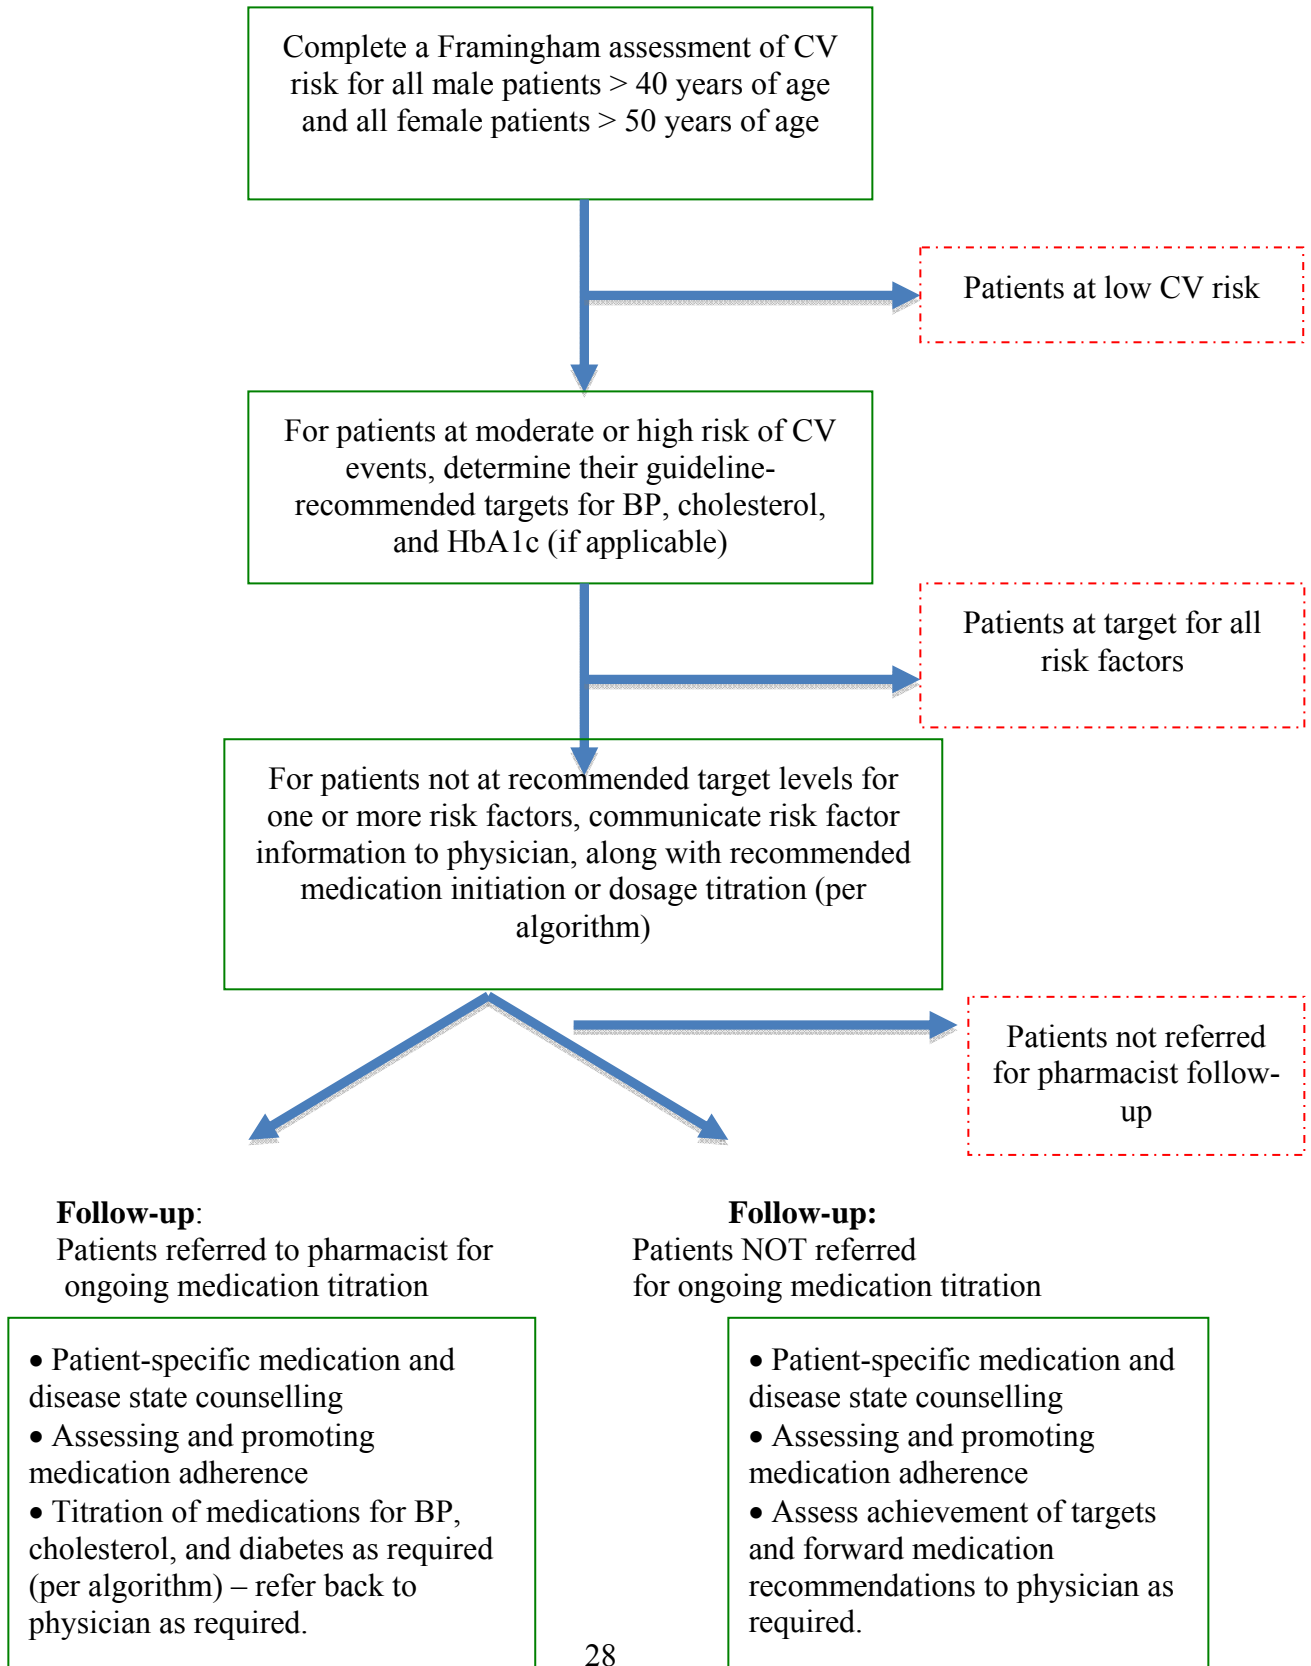 Complete a Framingham assessment of CV
risk for all male patients > 40 years of age
and all female patients > 50 years of age
Patients at low CV risk
For patients at moderate or high risk of CV
events, determine their guideline-
recommended targets for BP, cholesterol,
and HbA1c (if applicable)
Patients at target for all
risk factors
For patients not at recommended target levels for
one or more risk factors, communicate risk factor
information to physician, along with recommended
medication initiation or dosage titration (per
algorithm)
Patients not referred
for pharmacist follow-
up
Follow-up:
Patients referred to pharmacist for
ongoing medication titration
Follow-up:
Patients NOT referred
for ongoing medication titration
• Patient-specific medication and
disease state counselling
• Assessing and promoting
medication adherence
• Titration of medications for BP,
cholesterol, and diabetes as required
(per algorithm) – refer back to
physician as required.
• Patient-specific medication and
disease state counselling
• Assessing and promoting
medication adherence
• Assess achievement of targets
and forward medication
recommendations to physician as
required.
28